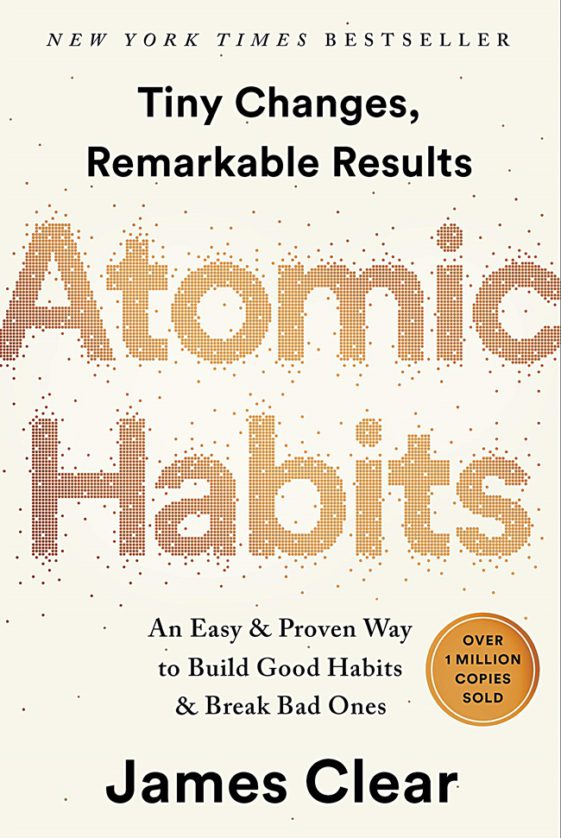 NEW YORK TIMES BESTSELLER
Tiny Changes,
Remarkable Results
Atomic
Habits
An Easy & Proven Way
to Build Good Habits
& Break Bad Ones
OVER
1 MILLION
COPIES
SOLD
James Clear